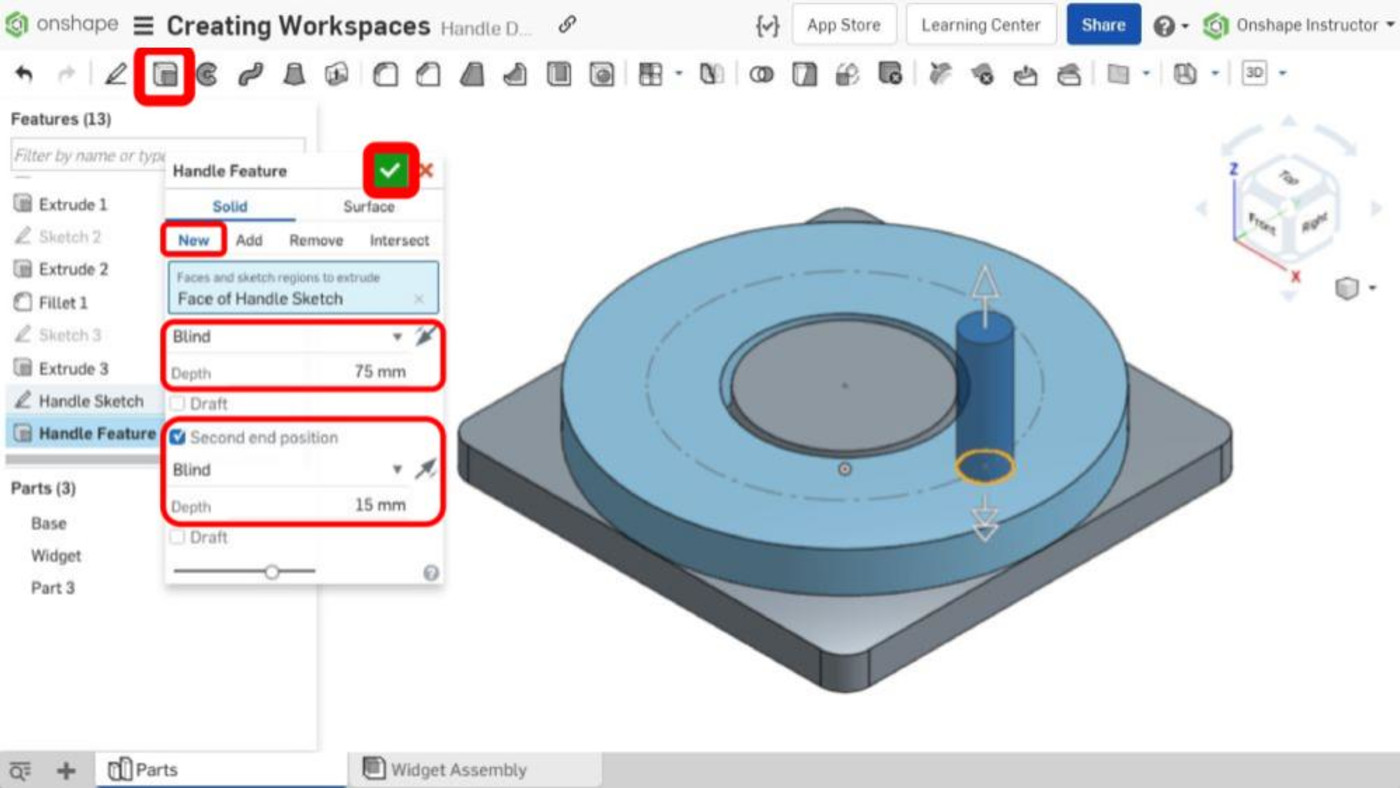 onshape Creating Workspaces Handle D... App Store Learning Center Share Onshape Instructor
3D
Features (13)
Filter by name or type
Extrude 1
Sketch 2
Extrude 2
Fillet 1
Sketch 3
Extrude 3
Handle Sketch
Handle Feature
Parts (3)
Base
Widget
Part 3
Handle Feature
Solid Surface
New Add Remove Intersect
Faces and sketch regions to extrude
Face of Handle Sketch
Blind
Depth 75 mm
Draft
Second end position
Blind
Depth 15 mm
Draft
Z
Top
Front Right
X
Parts Widget Assembly